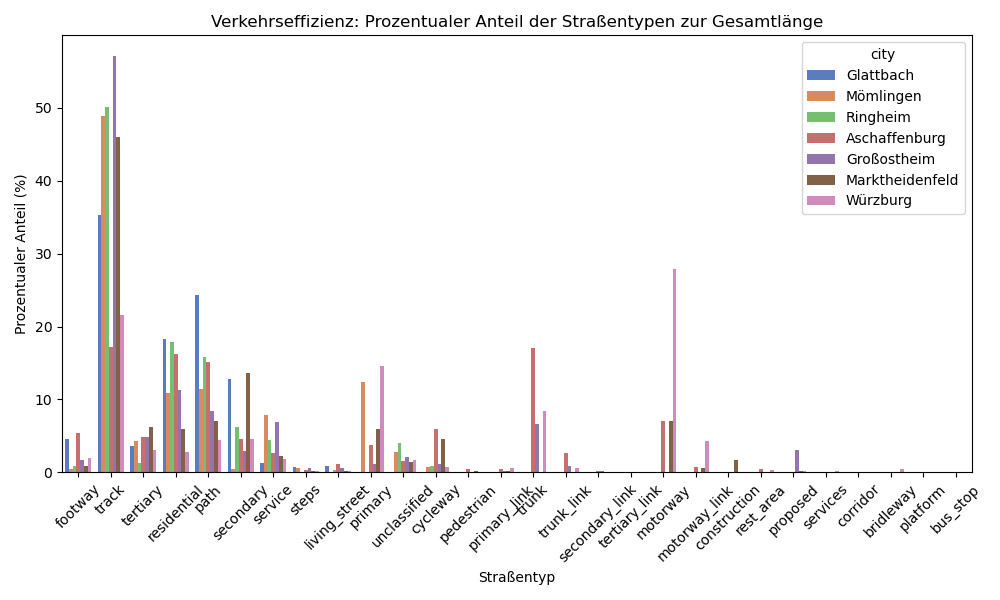 Verkehrseffizienz: Prozentualer Anteil der Straßentypen zur Gesamtlänge
city
Glattbach
Mömlingen
Ringheim
Aschaffenburg
Großostheim
Marktheidenfeld
Würzburg
Prozentualer Anteil (%)
50
40
30
20
10
0
footway
track
tertiary
residential
path
secondary
service
steps
living_street
primary
unclassified
cycleway
pedestrian
primary_link
trunk
trunk_link
secondary_link
tertiary_link
motorway
motorway_link
construction
rest_area
proposed
services
corridor
bridleway
platform
bus_stop
Straßentyp